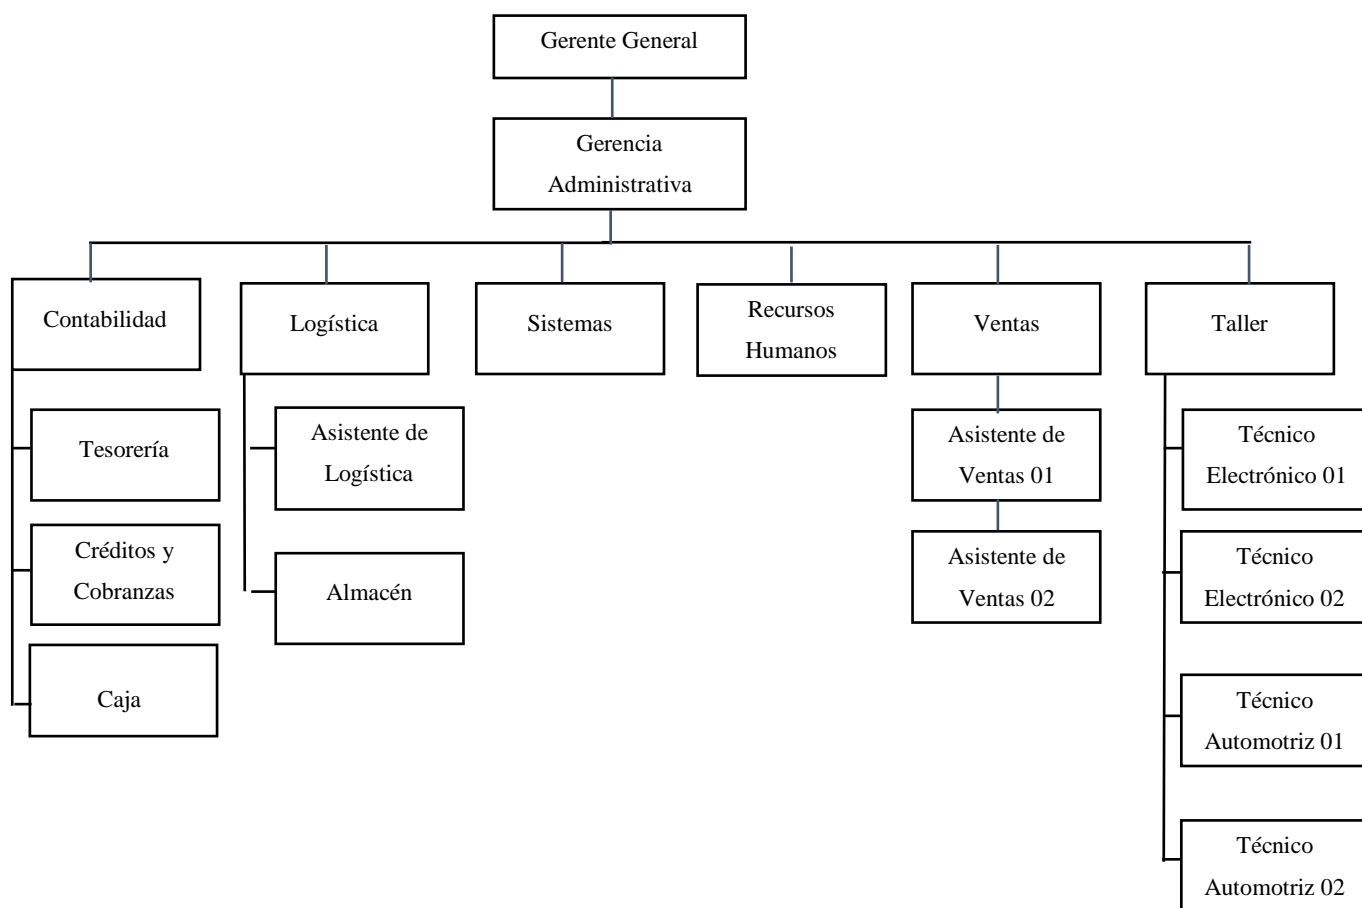 Gerente General
Gerencia
Administrativa
Contabilidad
Logística
Sistemas
Recursos
Humanos
Ventas
Taller
Tesorería
Créditos y
Cobranzas
Caja
Asistente de
Logística
Almacén
Asistente de
Ventas 01
Asistente de
Ventas 02
Técnico
Electrónico 01
Técnico
Electrónico 02
Técnico
Automotriz 01
Técnico
Automotriz 02